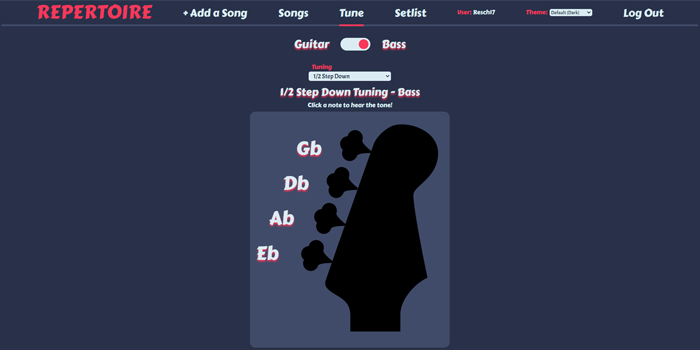 REPERTOIRE + Add a Song Songs Tune Setlist User: Reschl7 Theme: Default (Dark) Log Out
Guitar Bass
Tuning
1/2 Step Down
1/2 Step Down Tuning - Bass
Click a note to hear the tone!
Gb
Db
Ab
Eb